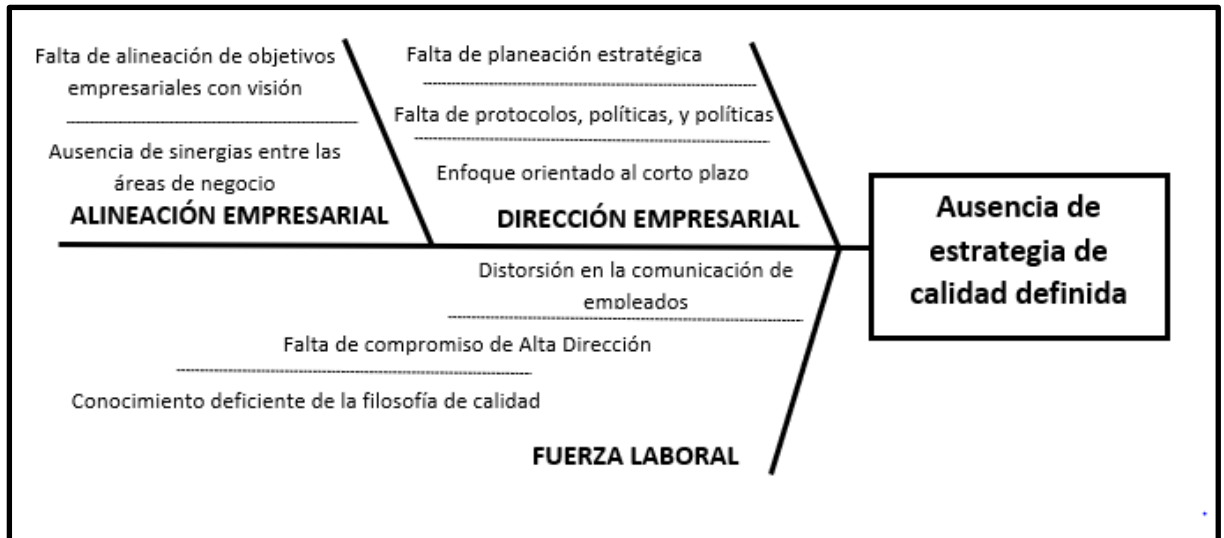 Falta de alineación de objetivos
empresariales con visión
Ausencia de sinergias entre las
áreas de negocio
ALINEACIÓN EMPRESARIAL
Falta de planeación estratégica
Falta de protocolos, políticas, y políticas
Enfoque orientado al corto plazo
DIRECCIÓN EMPRESARIAL
Distorsión en la comunicación de
empleados
Falta de compromiso de Alta Dirección
Conocimiento deficiente de la filosofía de calidad
FUERZA LABORAL
Ausencia de
estrategia de
calidad definida